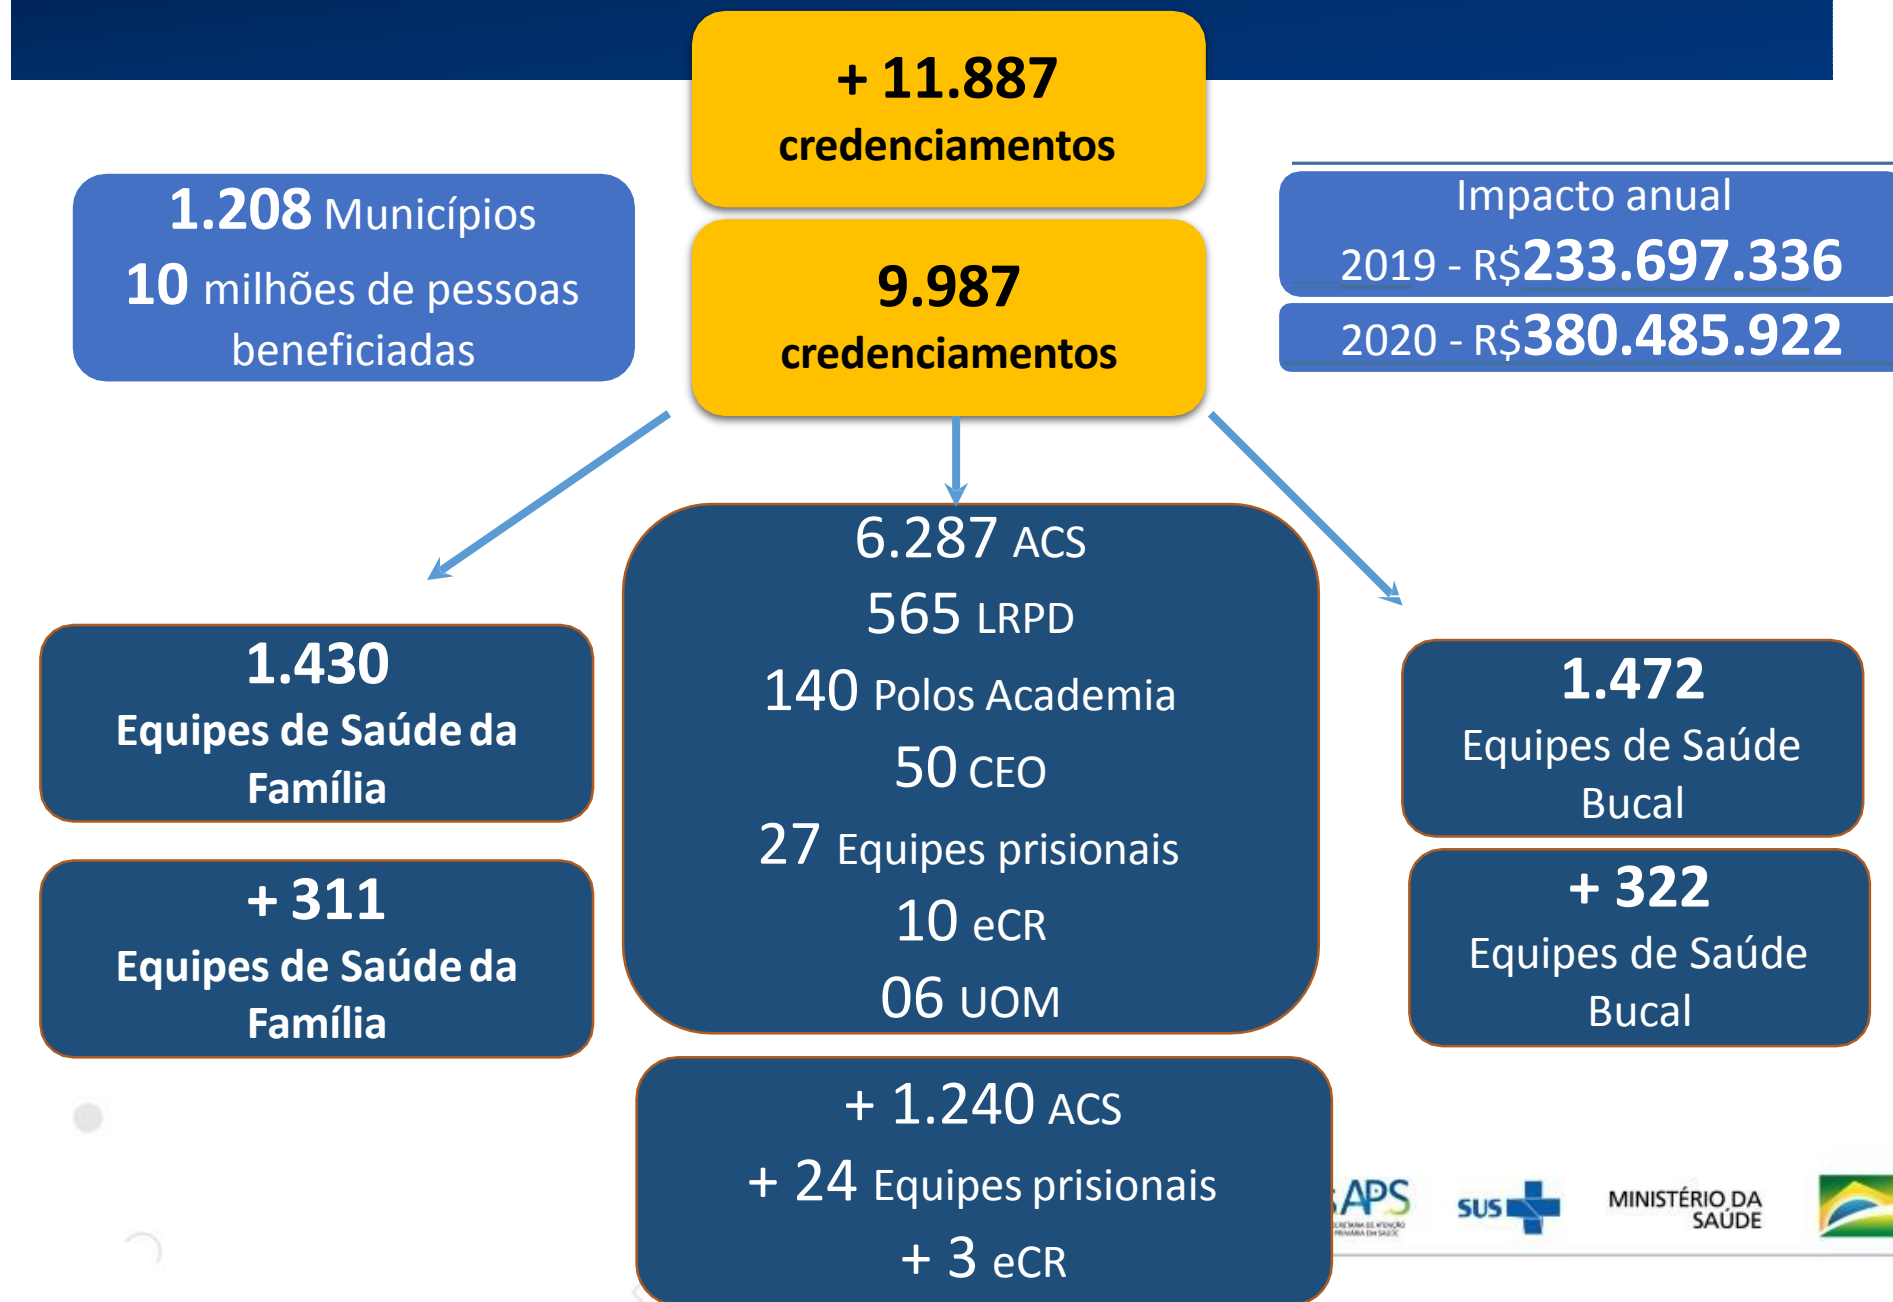 + 11.887
credenciamentos
1.208 Municípios
10 milhões de pessoas
beneficiadas
9.987
credenciamentos
Impacto anual
2019 - R$233.697.336
2020 - R$380.485.922
1.430
Equipes de Saúde da
Família
+ 311
Equipes de Saúde da
Família
6.287 ACS
565 LRPD
140 Polos Academia
50 CEO
27 Equipes prisionais
10 eCR
06 UOM
+ 1.240 ACS
+ 24 Equipes prisionais
+ 3 eCR
1.472
Equipes de Saúde
Bucal
+ 322
Equipes de Saúde
Bucal
APS
SUS
MINISTÉRIO DA
SAÚDE